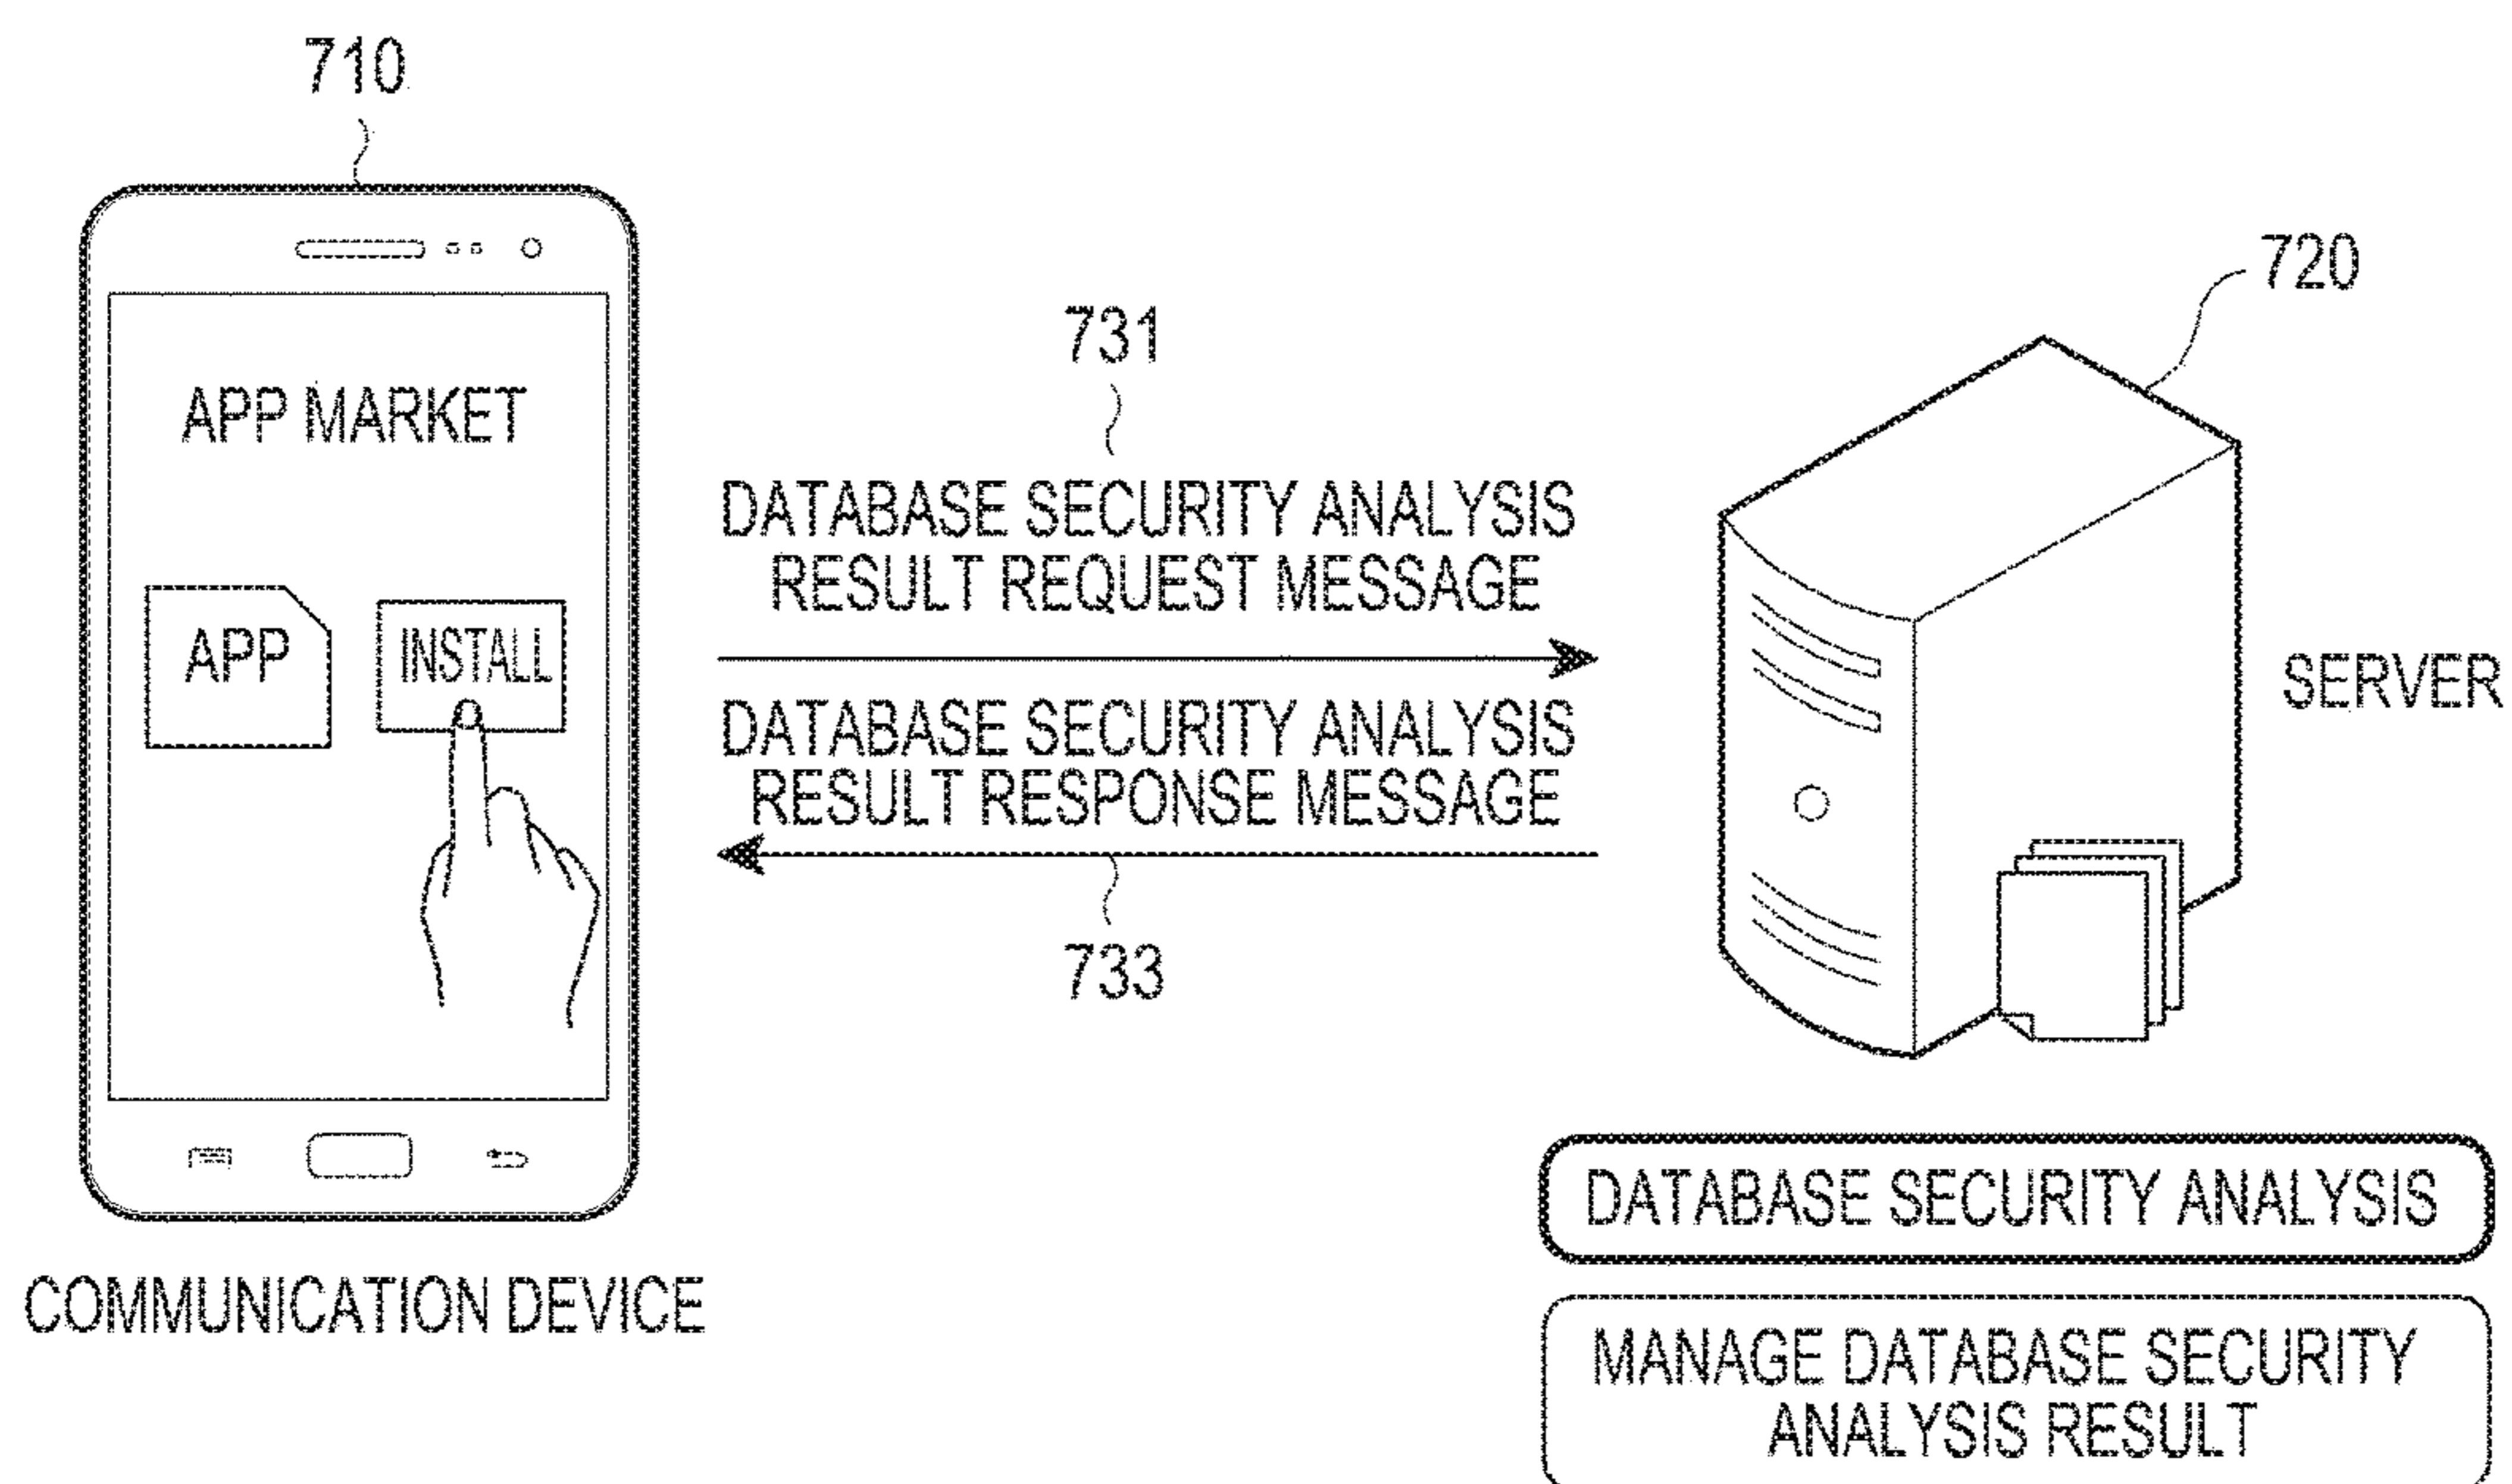 710
720
731
APP MARKET
DATABASE SECURITY ANALYSIS
RESULT REQUEST MESSAGE
APP
INSTALL
SERVER
DATABASE SECURITY ANALYSIS
RESULT RESPONSE MESSAGE
733
DATABASE SECURITY ANALYSIS
COMMUNICATION DEVICE
MANAGE DATABASE SECURITY
ANALYSIS RESULT